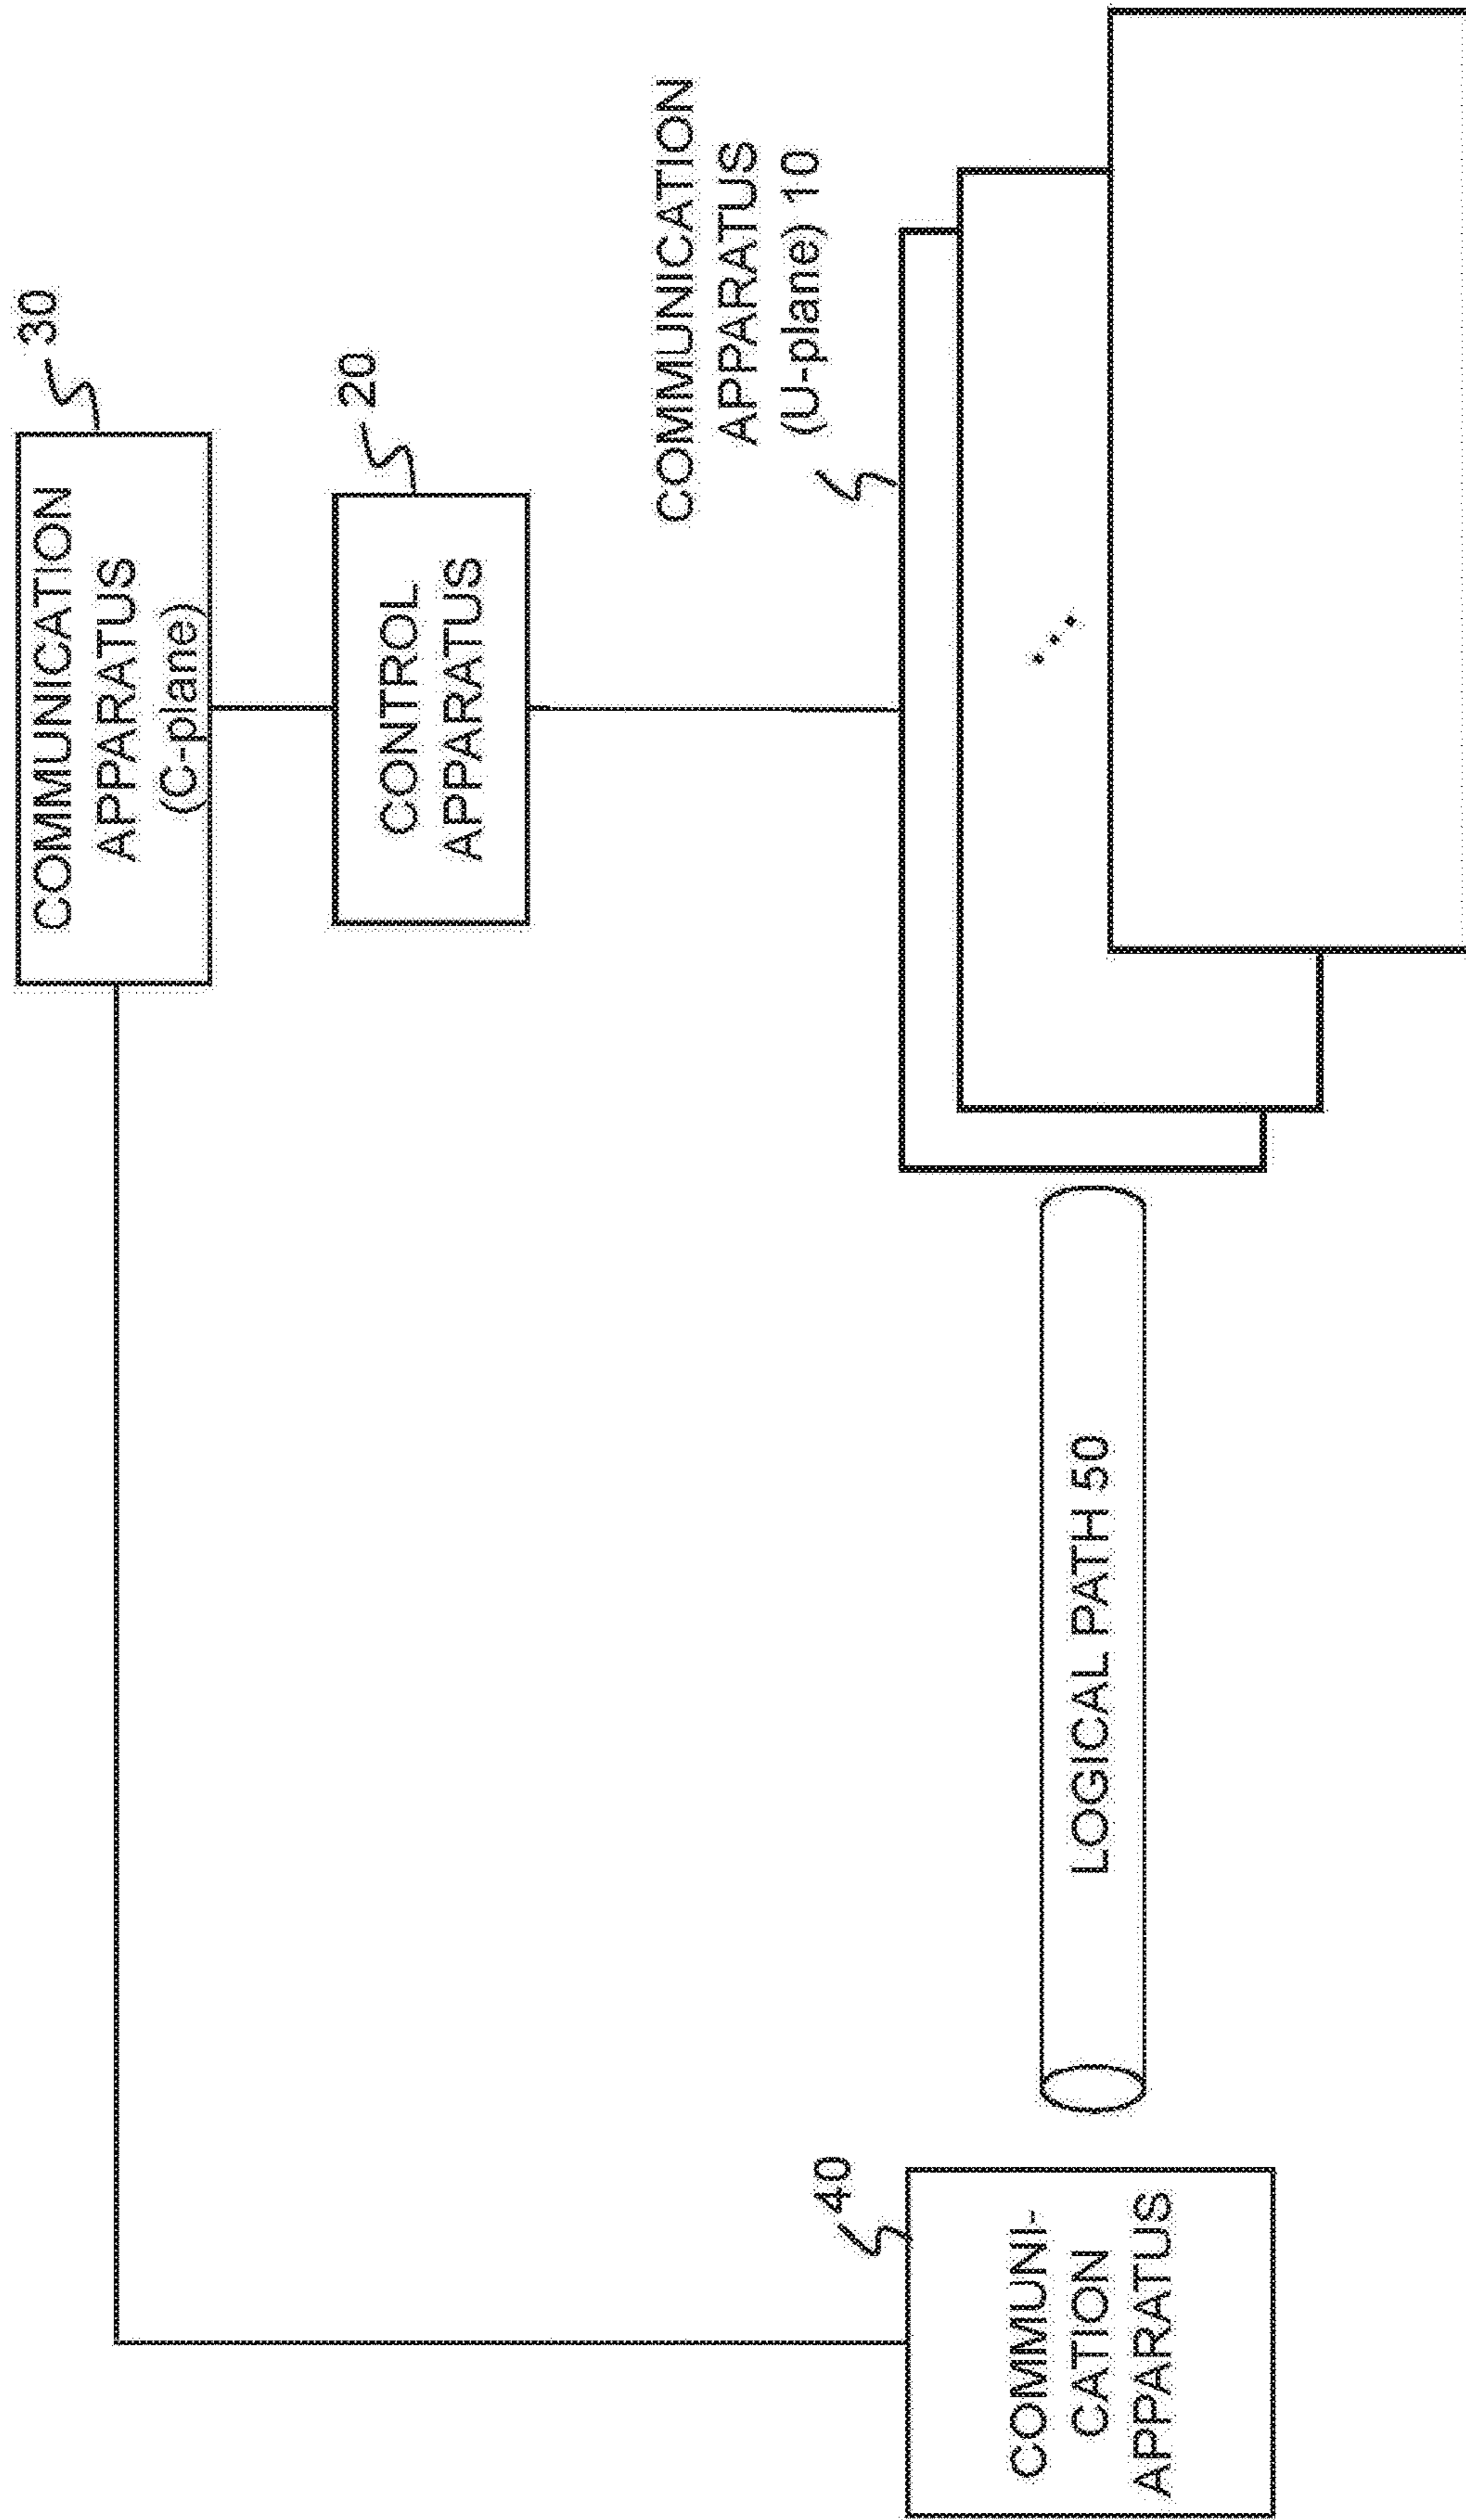 30
COMMUNICATION
APPARATUS
(C-plane)
20
CONTROL
APPARATUS
COMMUNICATION
APPARATUS
(U-plane) 10
40
COMMUNI-
CATION
APPARATUS
LOGICAL PATH 50